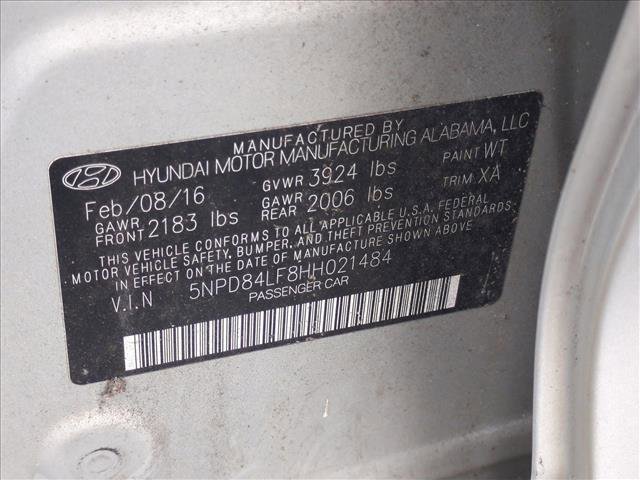 MANUFACTURED BY
HYUNDAI MOTOR MANUFACTURING ALABAMA, LLC
Feb/08/16 GVWR 3924 lbs PAINT WT
GAWR FRONT 2183 lbs GAWR REAR 2006 lbs TRIM XA
THIS VEHICLE CONFORMS TO ALL APPLICABLE U.S.A. FEDERAL
MOTOR VEHICLE SAFETY, BUMPER, AND THEFT PREVENTION STANDARDS
IN EFFECT ON THE DATE OF MANUFACTURE SHOWN ABOVE.
V.I.N 5NPD84LF8HH021484
PASSENGER CAR